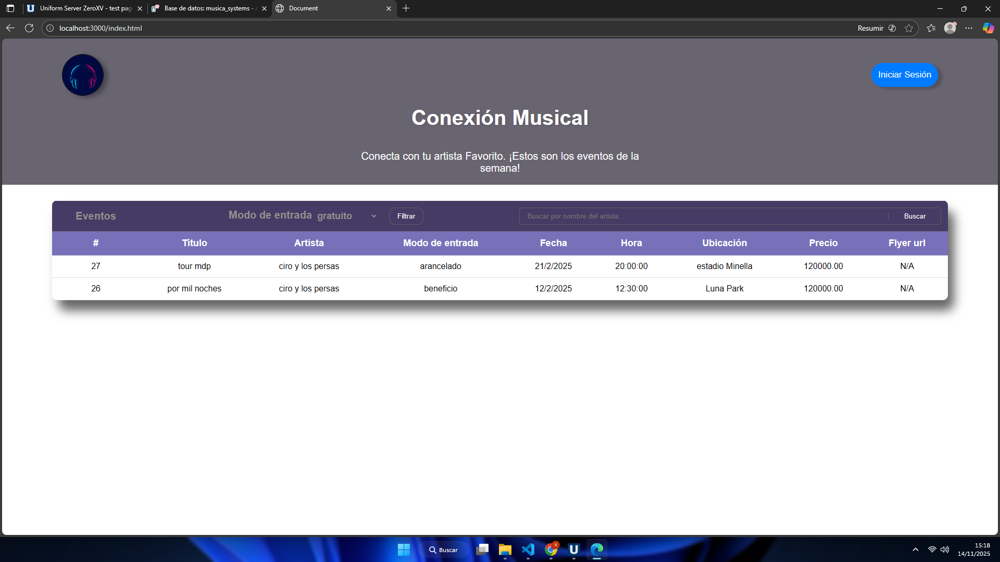 Uniform Server ZeroXV - test pag
Base de datos: musica_systems -
Document
localhost:3000/index.html
Resumir
Iniciar Sesión
Conexión Musical
Conecta con tu artista Favorito. ¡Estos son los eventos de la
semana!
Eventos
Modo de entrada gratuito
Filtrar
Buscar por nombre del artista...
Buscar
# Título Artista Modo de entrada Fecha Hora Ubicación Precio Flyer url
27 tour mdp ciro y los persas arancelado 21/2/2025 20:00:00 estadio Minella 120000.00 N/A
26 por mil noches ciro y los persas beneficio 12/2/2025 12:30:00 Luna Park 120000.00 N/A
Buscar
15:18
14/11/2025